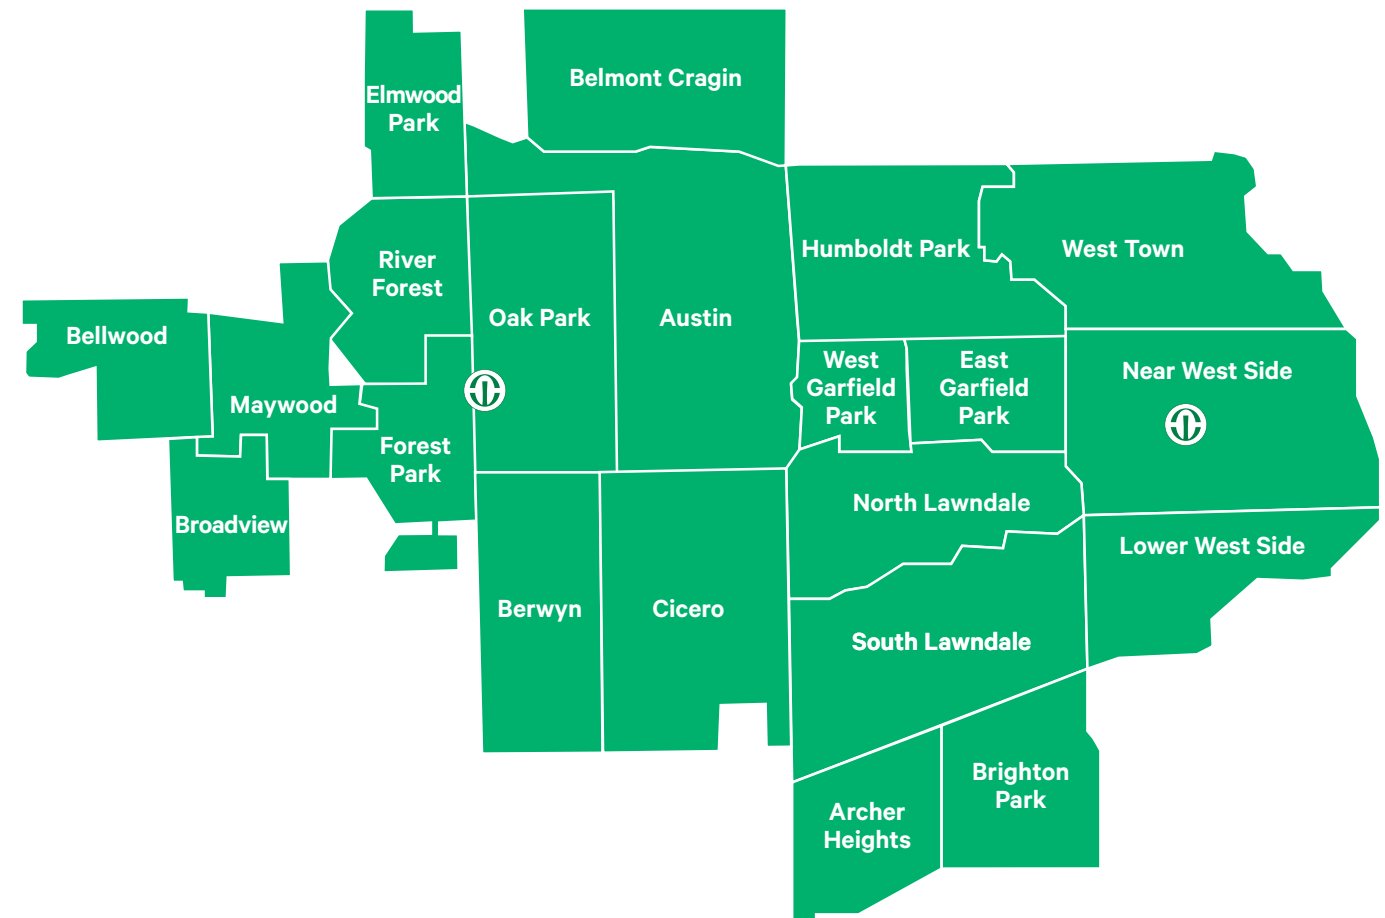 Belmont Cragin
Elmwood
Park
Humboldt Park
West Town
River
Forest
Oak Park
Austin
Bellwood
West
Garfield
Park
East
Garfield
Park
Near West Side
Maywood
Forest
Park
North Lawndale
Broadview
Lower West Side
Berwyn
Cicero
South Lawndale
Brighton
Park
Archer
Heights